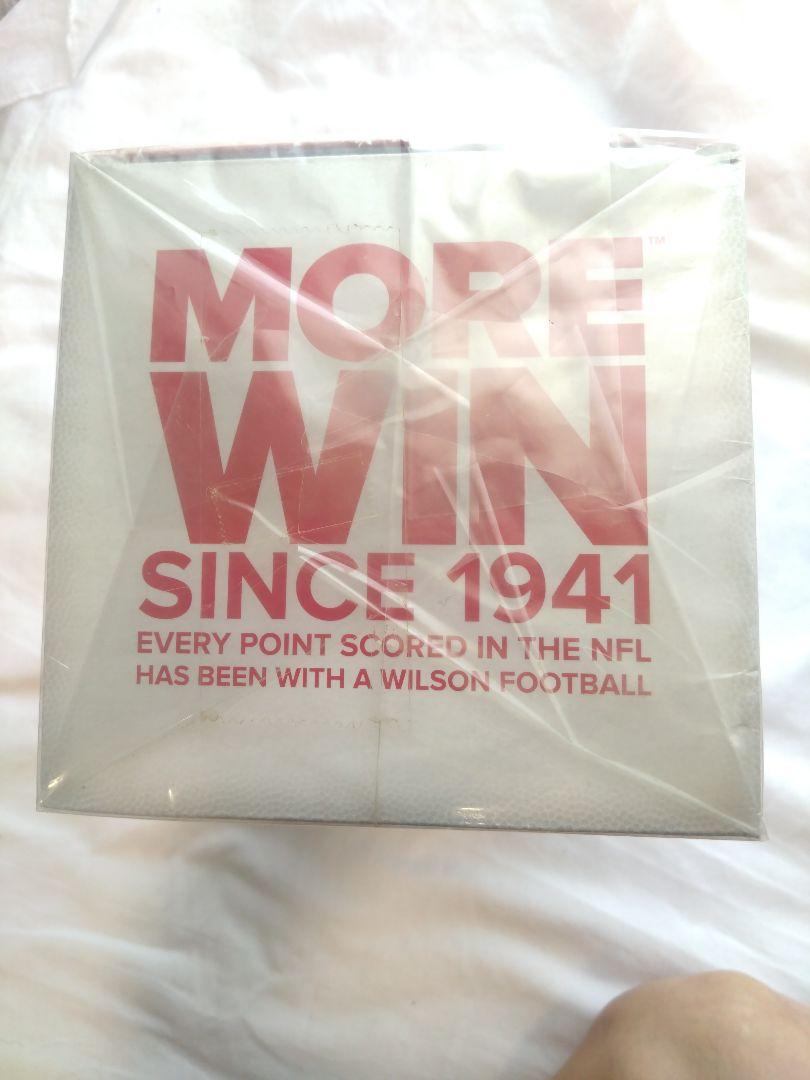 MORE™
WIN
SINCE 1941
EVERY POINT SCORED IN THE NFL
HAS BEEN WITH A WILSON FOOTBALL